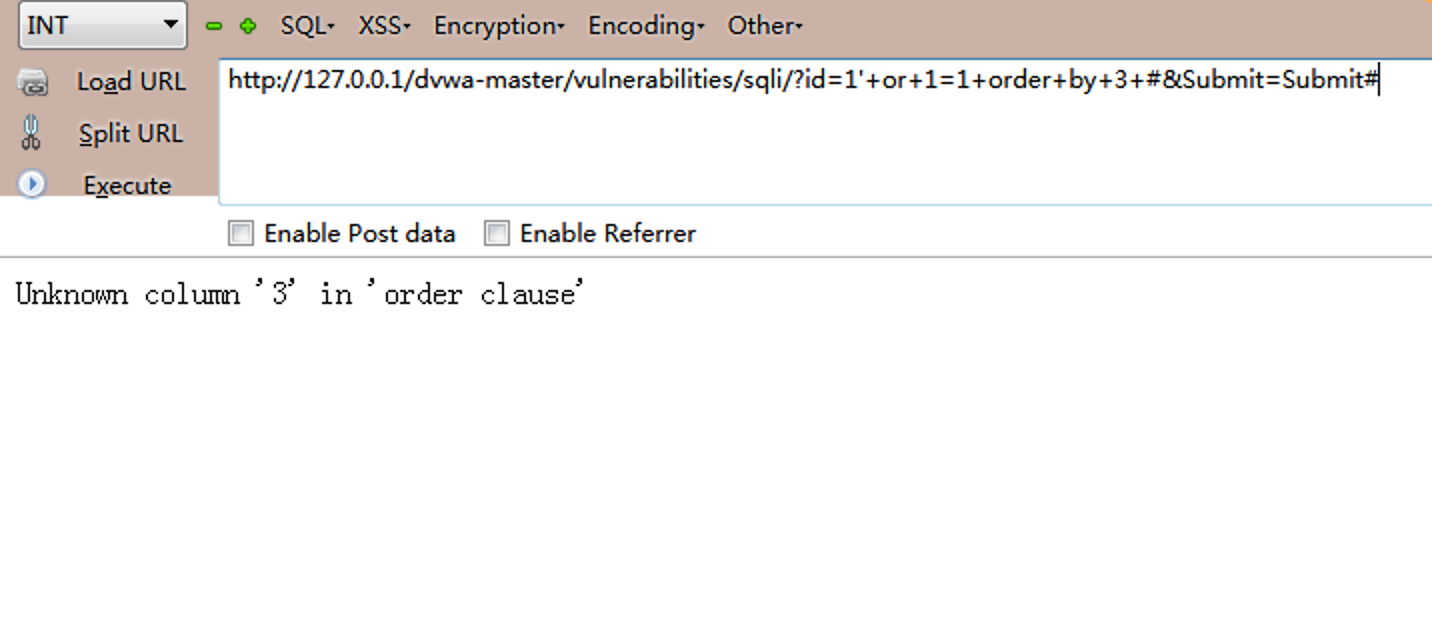 INT SQL- XSS- Encryption- Encoding- Other-
Load URL http://127.0.0.1/dvwa-master/vulnerabilities/sqli/?id=1'+or+1=1+order+by+3+#&Submit=Submit#
Split URL
Execute
Enable Post data Enable Referrer
Unknown column '3' in 'order clause'